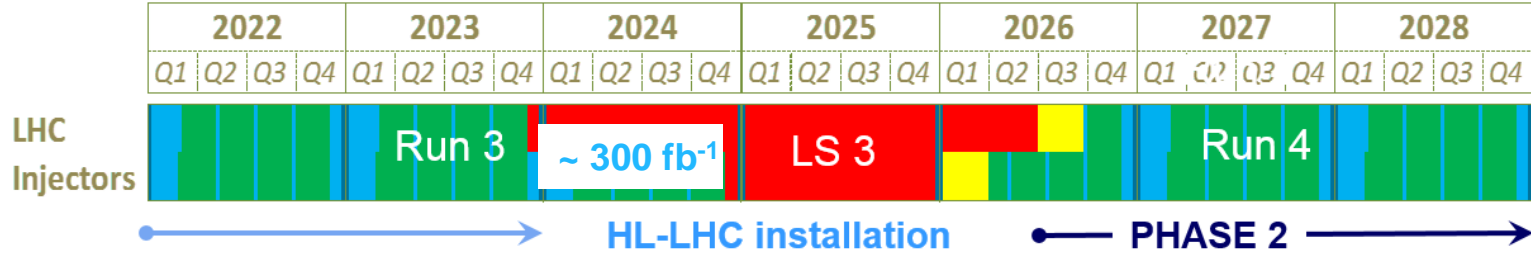 2022 2023 2024 2025 2026 2027 2028
Q1 Q2 Q3 Q4 Q1 Q2 Q3 Q4 Q1 Q2 Q3 Q4 Q1 Q2 Q3 Q4 Q1 Q2 Q3 Q4 Q1 Q2 Q3 Q4 Q1 Q2 Q3 Q4
LHC Run 3 ~ 300 fb-1 LS 3 Run 4
Injectors
HL-LHC installation PHASE 2